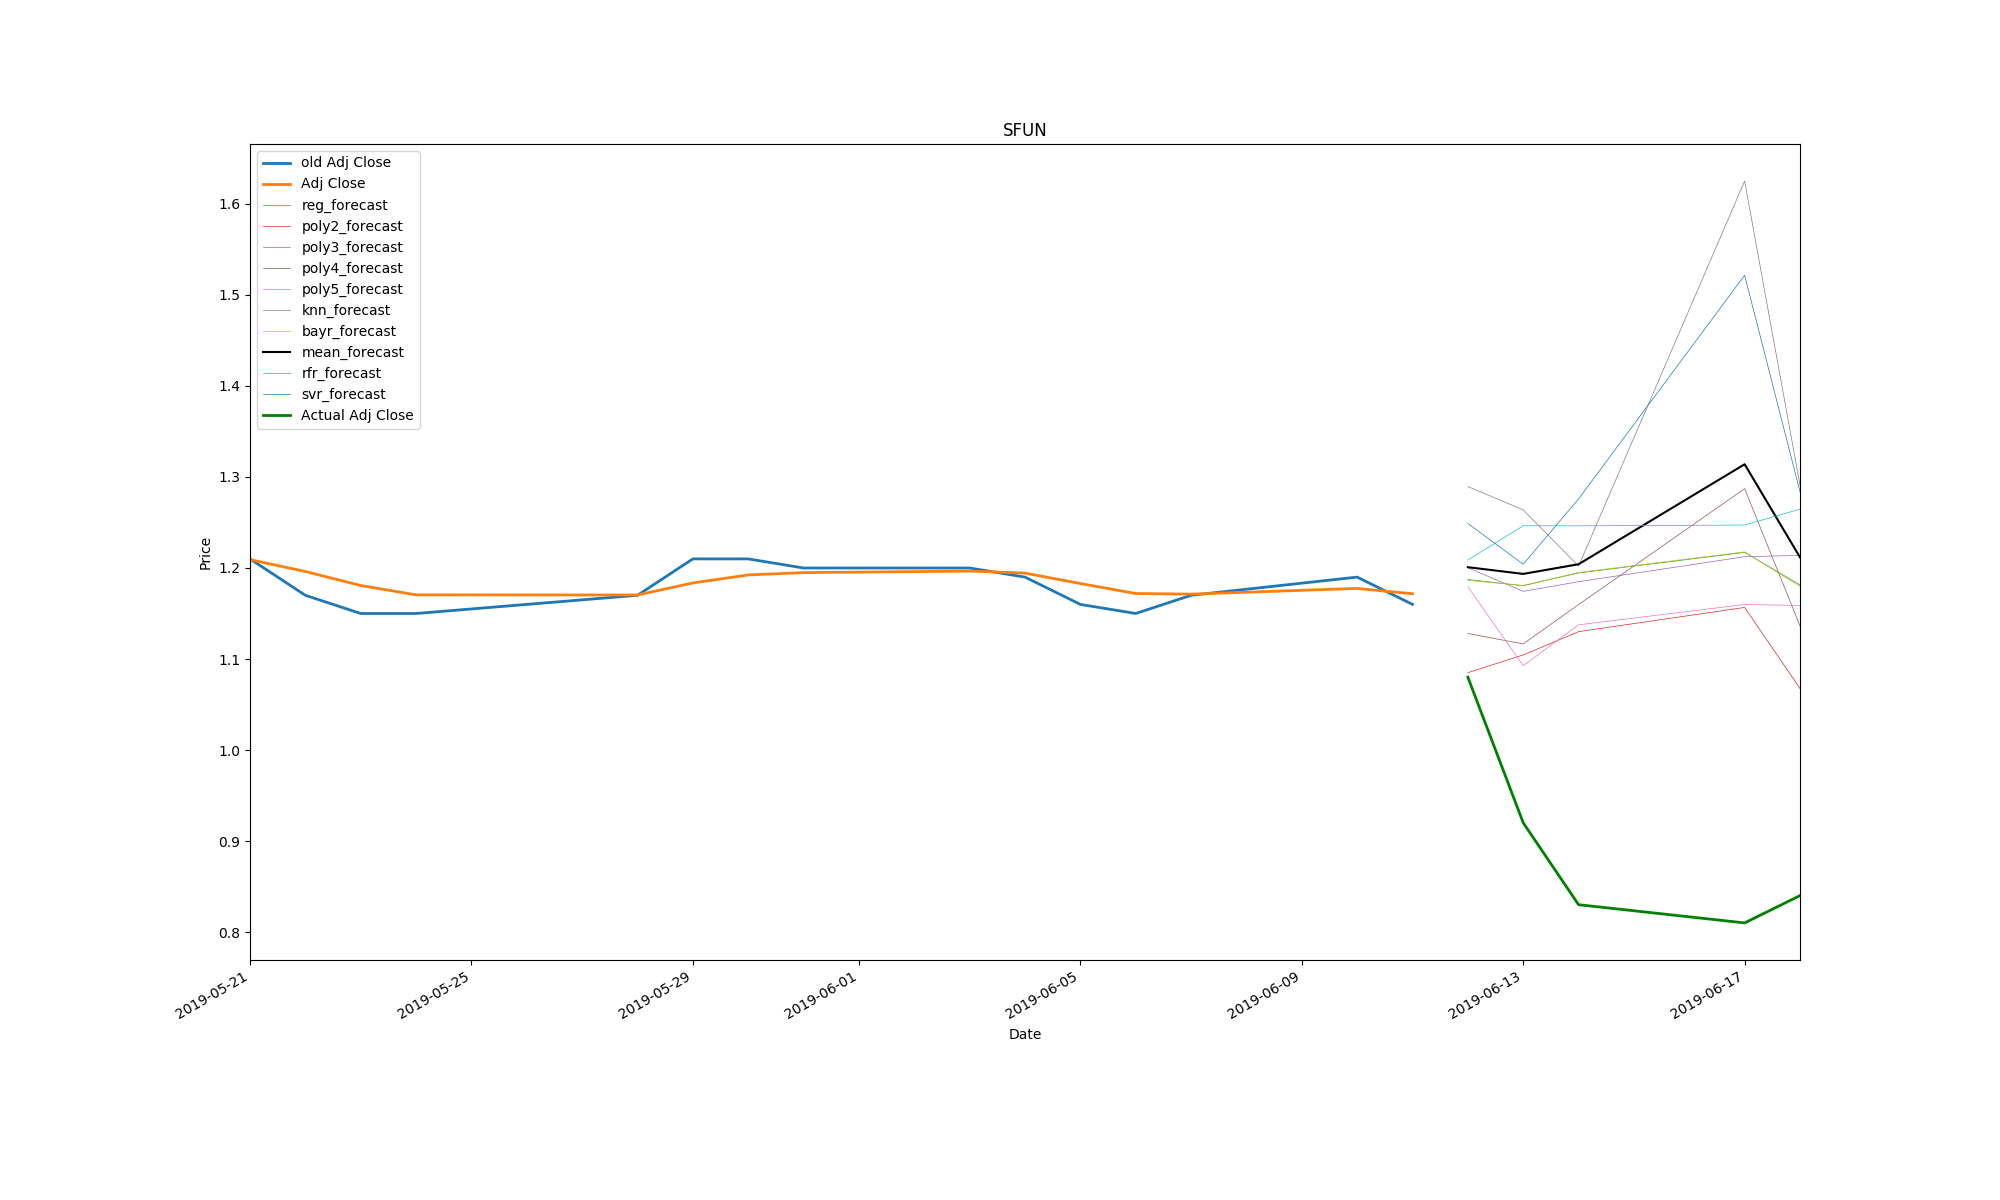 SFUN
old Adj Close
Adj Close
reg_forecast
poly2_forecast
poly3_forecast
poly4_forecast
poly5_forecast
knn_forecast
bayr_forecast
mean_forecast
rfr_forecast
svr_forecast
Actual Adj Close
1.6
1.5
1.4
1.3
1.2
1.1
1.0
0.9
0.8
Price
2019-05-21
2019-05-25
2019-05-29
2019-06-01
2019-06-05
2019-06-09
2019-06-13
2019-06-17
Date